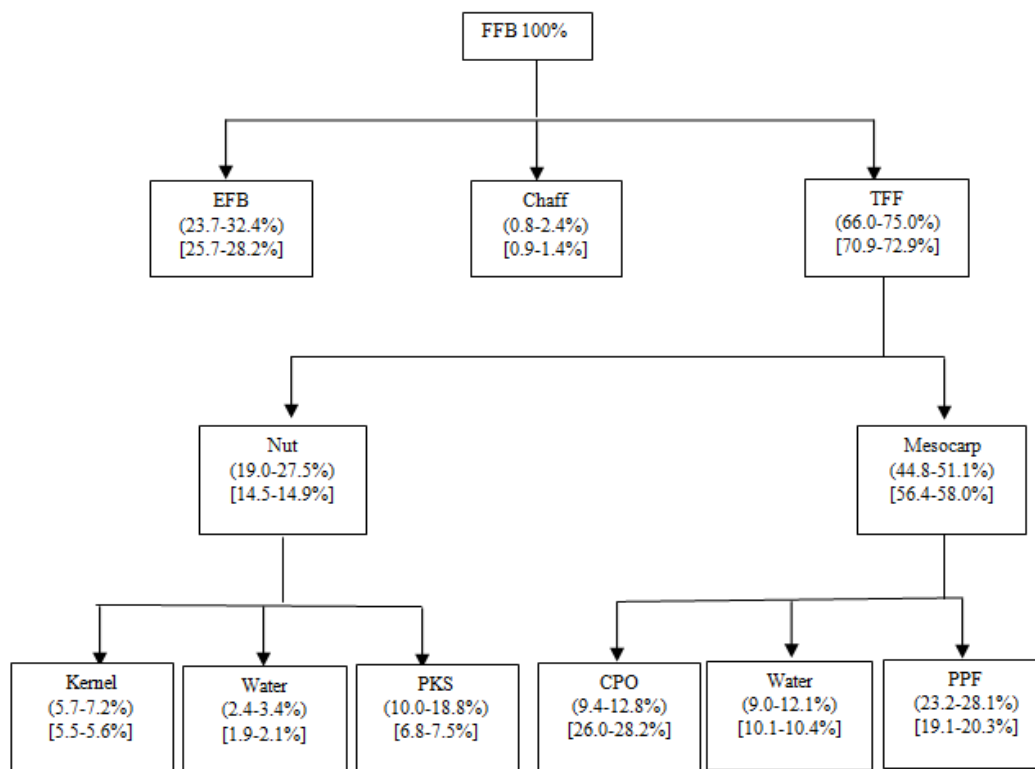 FFB 100%
EFB
(23.7-32.4%)
[25.7-28.2%]
Chaff
(0.8-2.4%)
[0.9-1.4%]
TFF
(66.0-75.0%)
[70.9-72.9%]
Nut
(19.0-27.5%)
[14.5-14.9%]
Mesocarp
(44.8-51.1%)
[56.4-58.0%]
Kernel
(5.7-7.2%)
[5.5-5.6%]
Water
(2.4-3.4%)
[1.9-2.1%]
PKS
(10.0-18.8%)
[6.8-7.5%]
CPO
(9.4-12.8%)
[26.0-28.2%]
Water
(9.0-12.1%)
[10.1-10.4%]
PPF
(23.2-28.1%)
[19.1-20.3%]